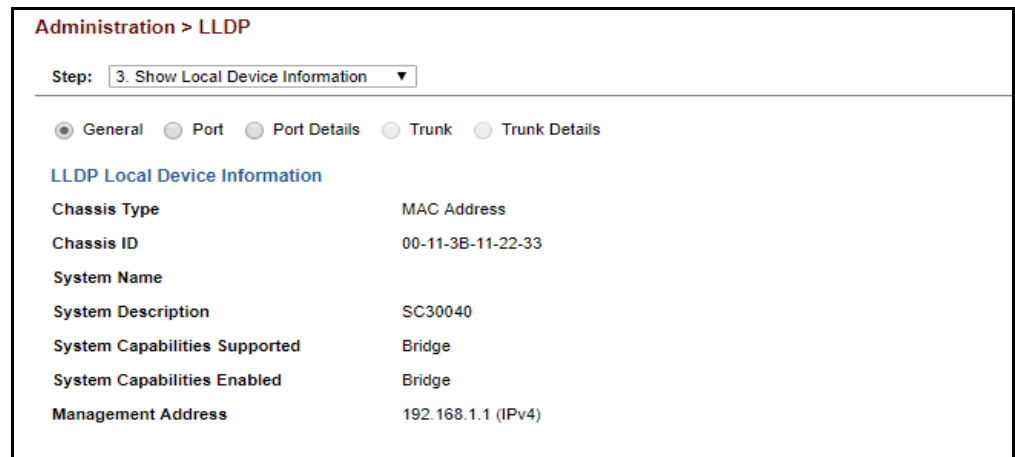 Administration > LLDP
Step: 3. Show Local Device Information
General Port Port Details Trunk Trunk Details
LLDP Local Device Information
Chassis Type MAC Address
Chassis ID 00-11-3B-11-22-33
System Name
System Description SC30040
System Capabilities Supported Bridge
System Capabilities Enabled Bridge
Management Address 192.168.1.1 (IPv4)